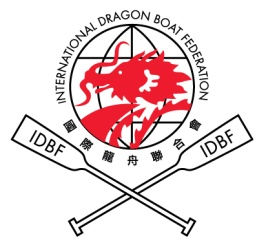 INTERNATIONAL DRAGON BOAT FEDERATION
國際龍舟聯合會
IDBF
IDBF